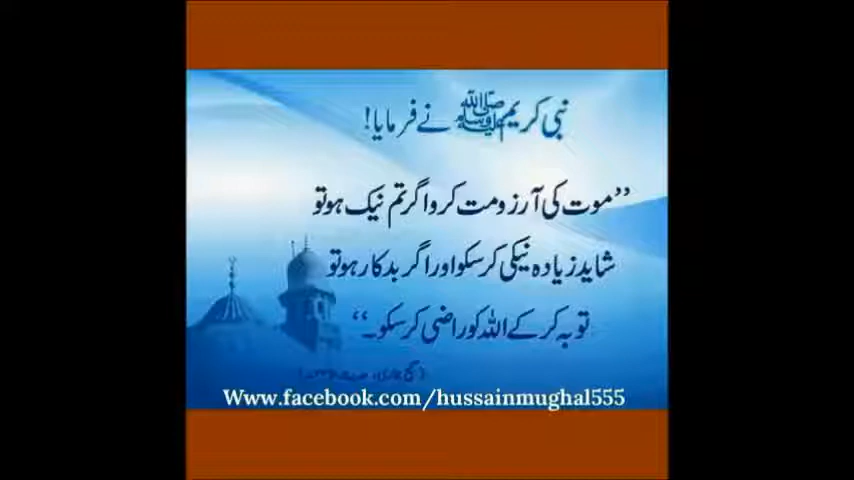 نبی کریم ﷺ نے فرمایا!
”موت کی آرزو مت کرو اگر تم نیک ہو تو
شاید زیادہ نیکی کر سکو اور اگر بدکار ہو تو
توبہ کر کے اللہ کو راضی کر سکو۔“
Www.facebook.com/hussainmughal555